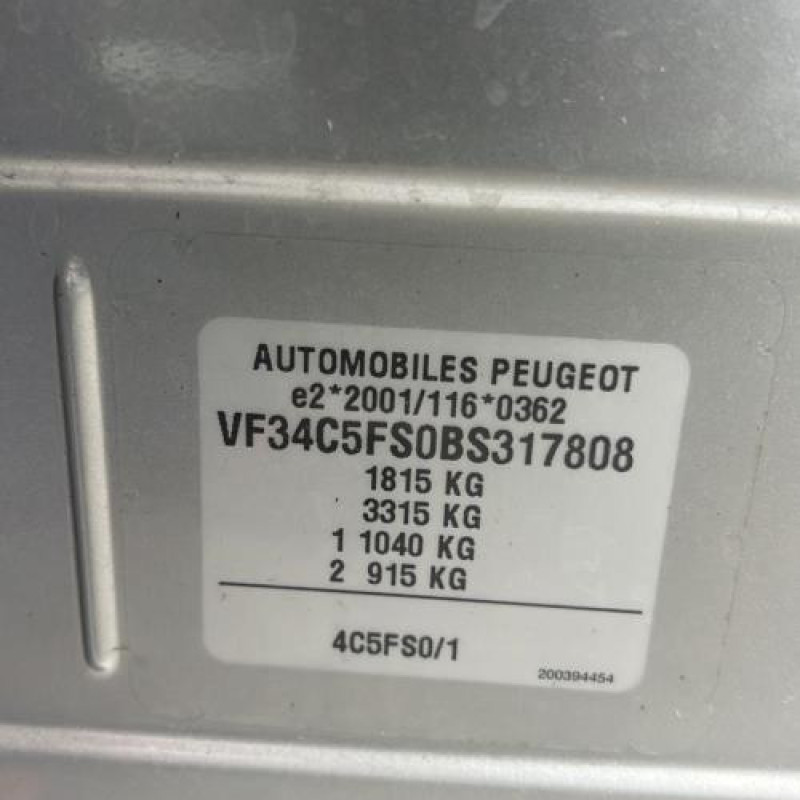 AUTOMOBILES PEUGEOT
e2*2001/116*0362
VF34C5FS0BS317808
1815 KG
3315 KG
1 1040 KG
2 915 KG
4C5FS0/1
200394454